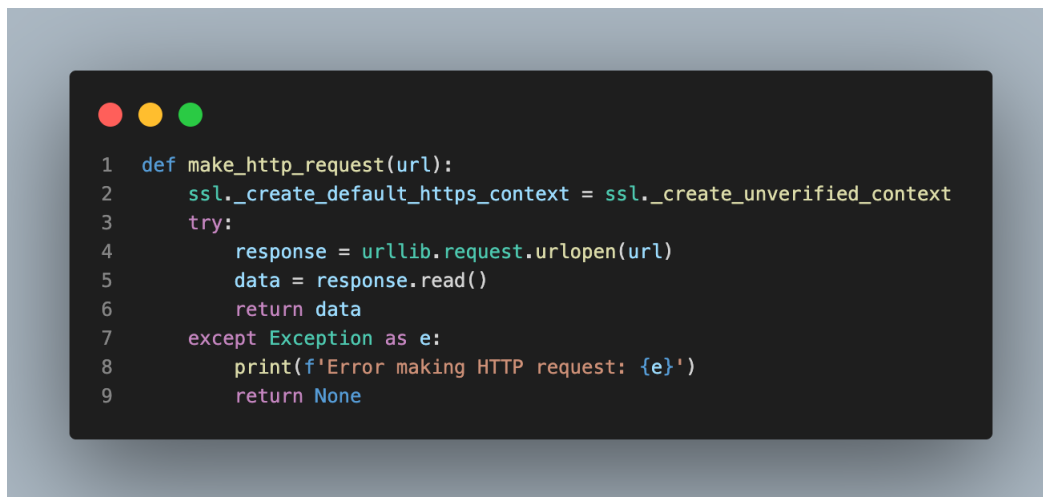 1 def make_http_request(url):
2     ssl._create_default_https_context = ssl._create_unverified_context
3     try:
4         response = urllib.request.urlopen(url)
5         data = response.read()
6         return data
7     except Exception as e:
8         print(f'Error making HTTP request: {e}')
9         return None